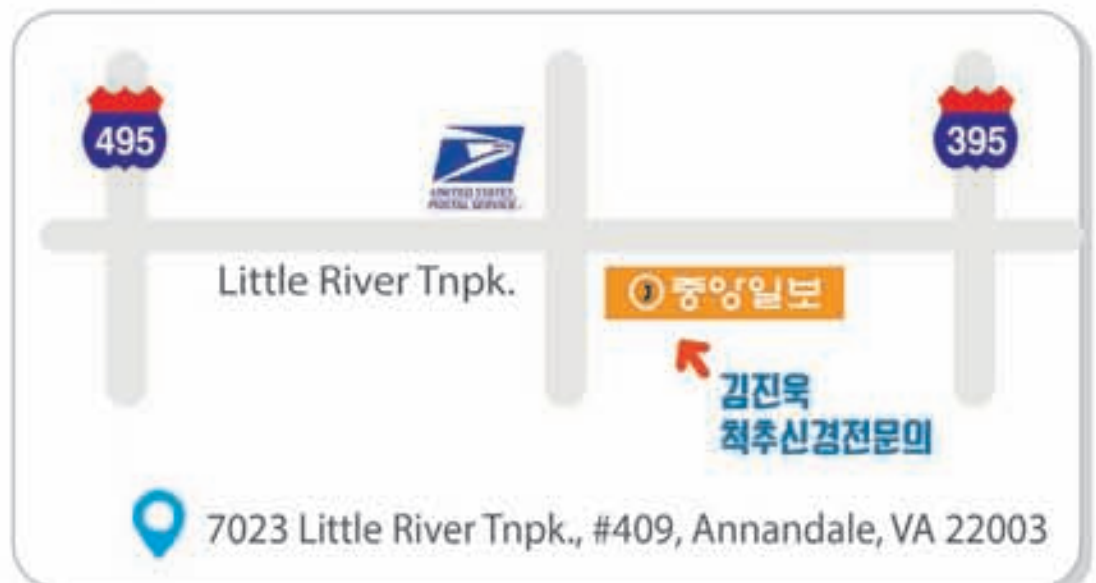 495
395
UNITED STATES
POSTAL SERVICE
Little River Tnpk.
중앙일보
김진욱
척추신경전문의
7023 Little River Tnpk., #409, Annandale, VA 22003